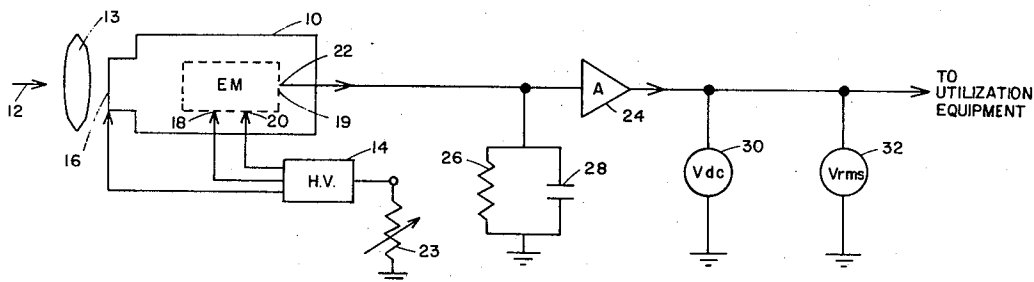 13
10
22
EM
12
16
18
20
19
14
H.V.
23
26
28
A
24
30
Vdc
32
Vrms
TO
UTILIZATION
EQUIPMENT